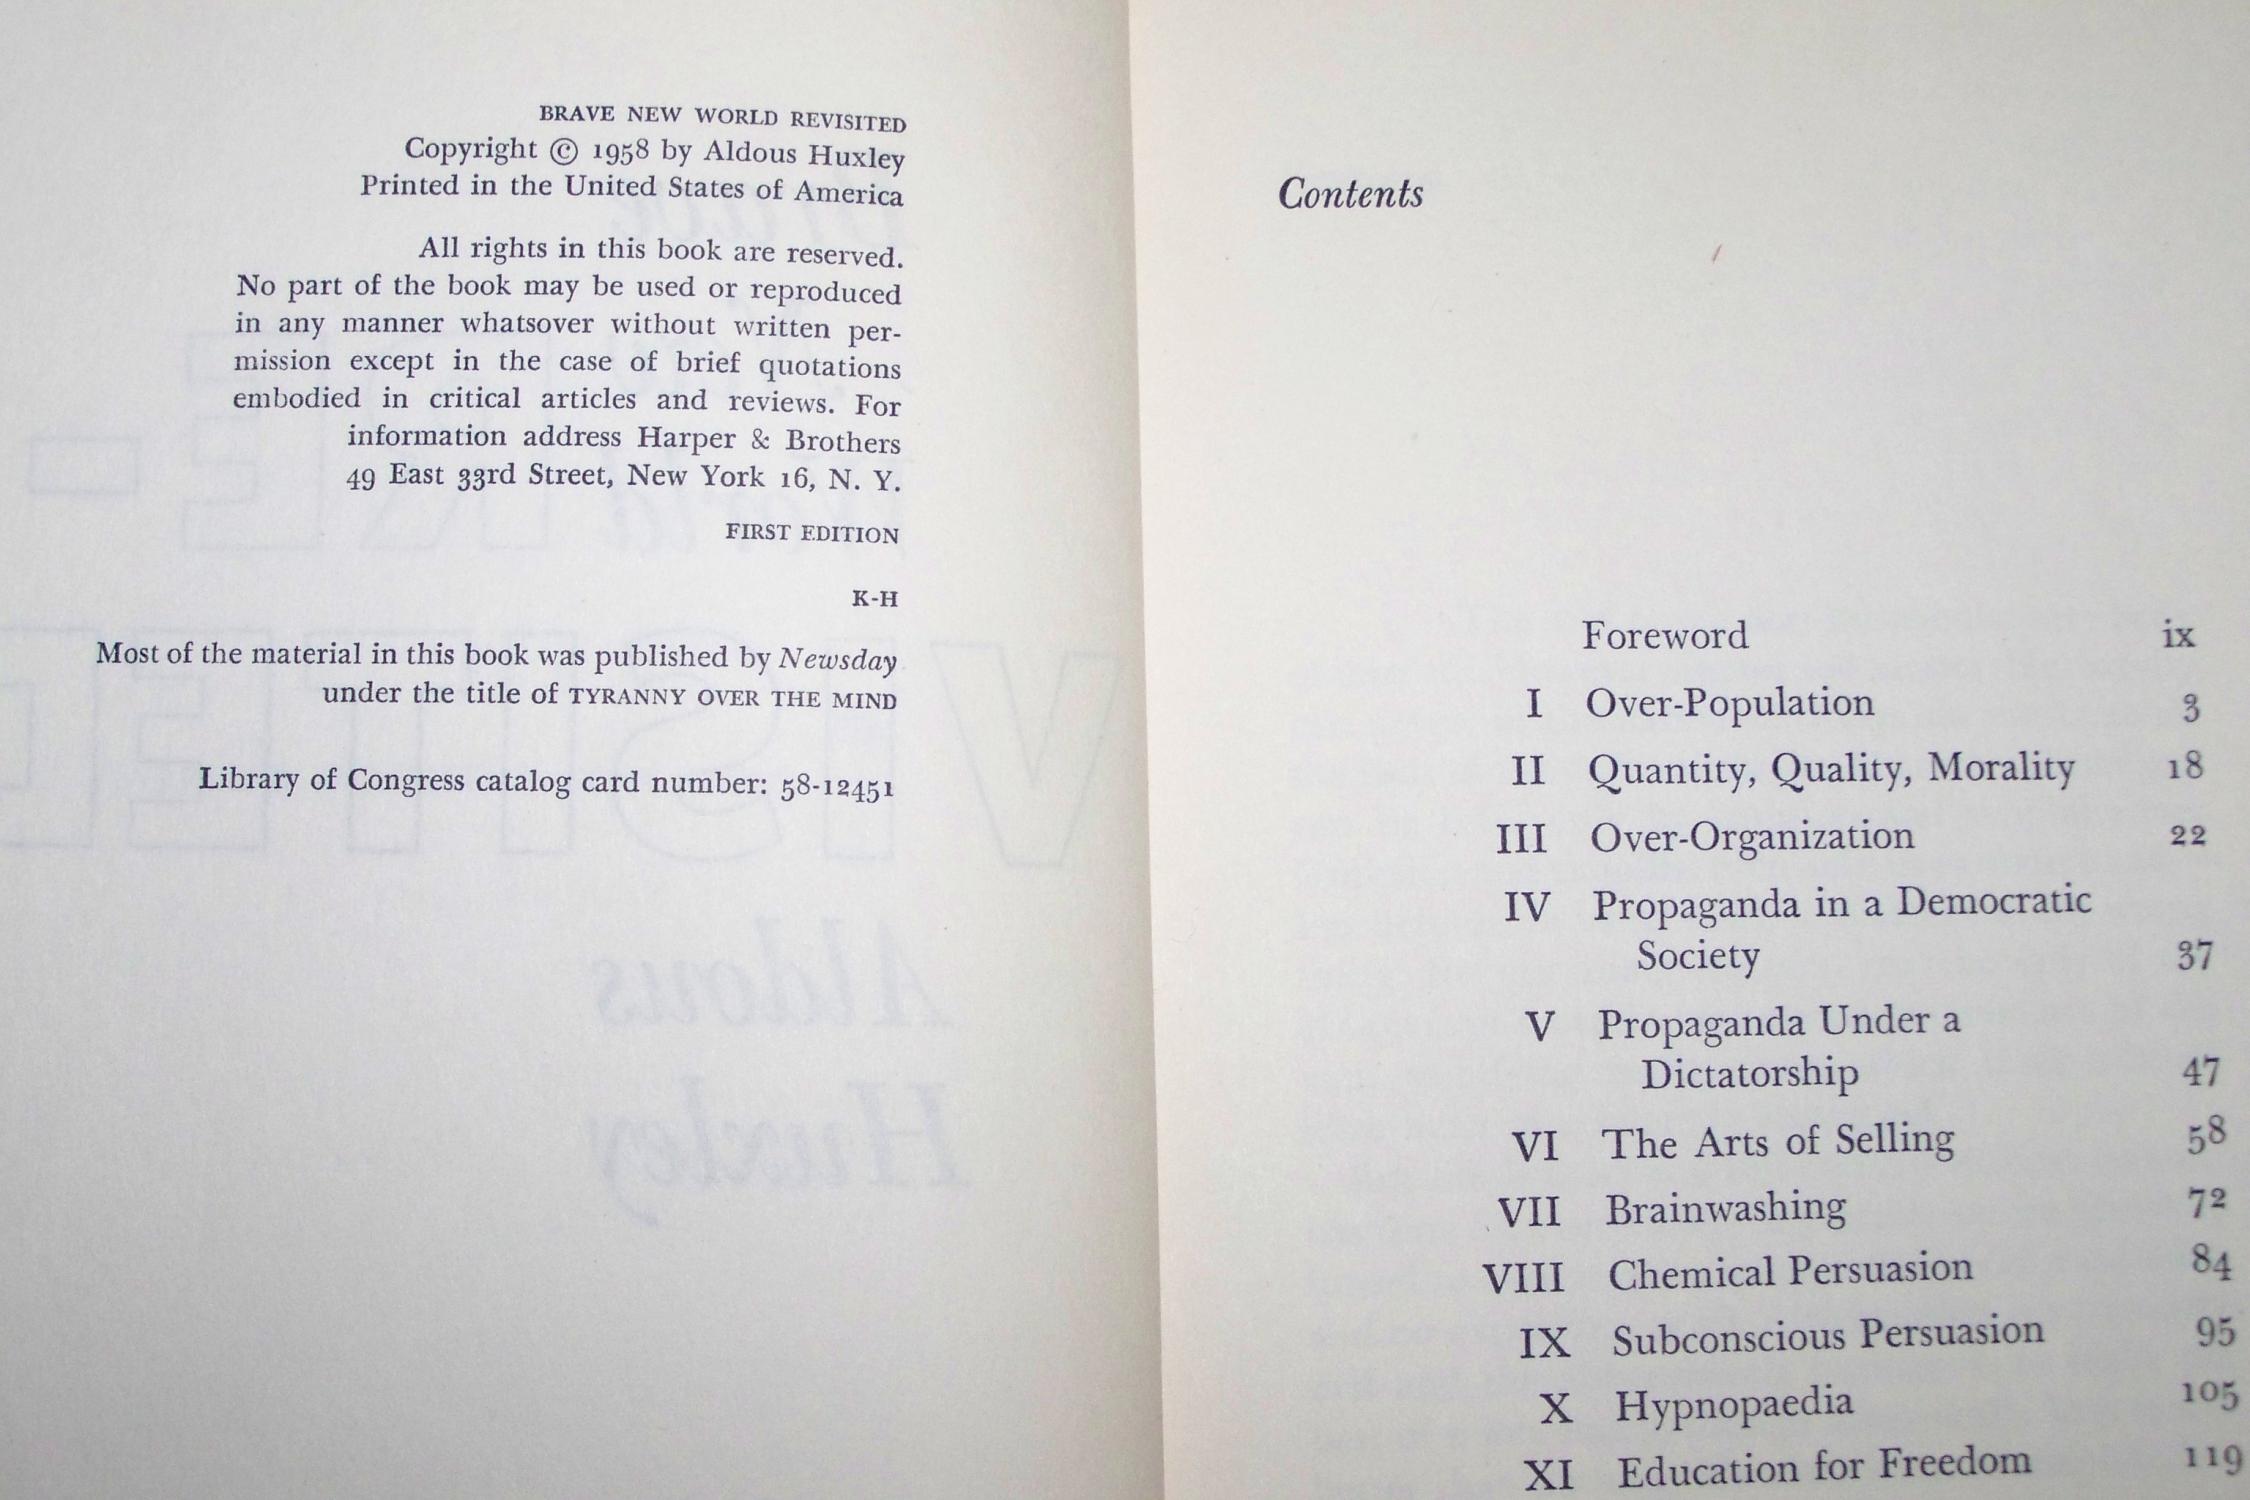 BRAVE NEW WORLD REVISITED
Copyright © 1958 by Aldous Huxley
Printed in the United States of America
All rights in this book are reserved.
No part of the book may be used or reproduced
in any manner whatsover without written per-
mission except in the case of brief quotations
embodied in critical articles and reviews. For
information address Harper & Brothers
49 East 33rd Street, New York 16, N. Y.
FIRST EDITION
K-H
Most of the material in this book was published by Newsday
under the title of TYRANNY OVER THE MIND
Library of Congress catalog card number: 58-12451
Contents
Foreword ix
I Over-Population 3
II Quantity, Quality, Morality 18
III Over-Organization 22
IV Propaganda in a Democratic
Society 37
V Propaganda Under a
Dictatorship 47
VI The Arts of Selling 58
VII Brainwashing 72
VIII Chemical Persuasion 84
IX Subconscious Persuasion 95
X Hypnopaedia 105
XI Education for Freedom 119